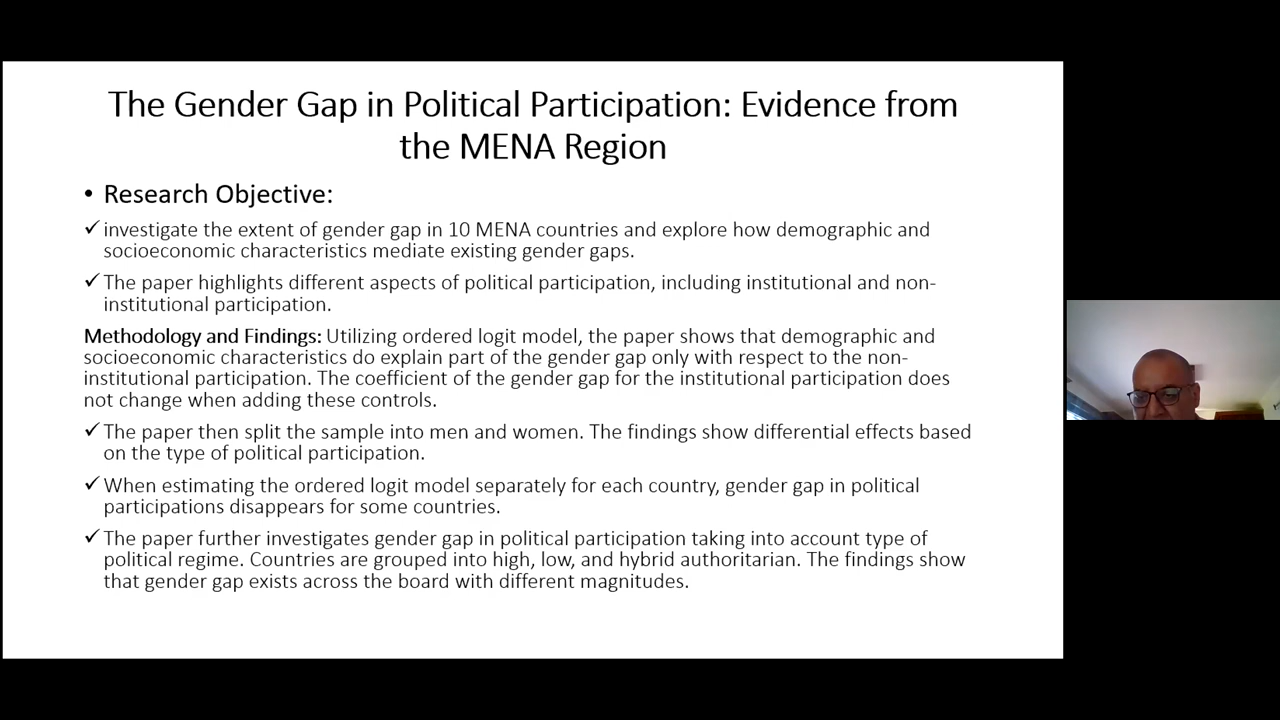 The Gender Gap in Political Participation: Evidence from
the MENA Region
• Research Objective:
✓ investigate the extent of gender gap in 10 MENA countries and explore how demographic and
socioeconomic characteristics mediate existing gender gaps.
✓ The paper highlights different aspects of political participation, including institutional and non-
institutional participation.
Methodology and Findings: Utilizing ordered logit model, the paper shows that demographic and
socioeconomic characteristics do explain part of the gender gap only with respect to the non-
institutional participation. The coefficient of the gender gap for the institutional participation does
not change when adding these controls.
✓ The paper then split the sample into men and women. The findings show differential effects based
on the type of political participation.
✓ When estimating the ordered logit model separately for each country, gender gap in political
participations disappears for some countries.
✓ The paper further investigates gender gap in political participation taking into account type of
political regime. Countries are grouped into high, low, and hybrid authoritarian. The findings show
that gender gap exists across the board with different magnitudes.